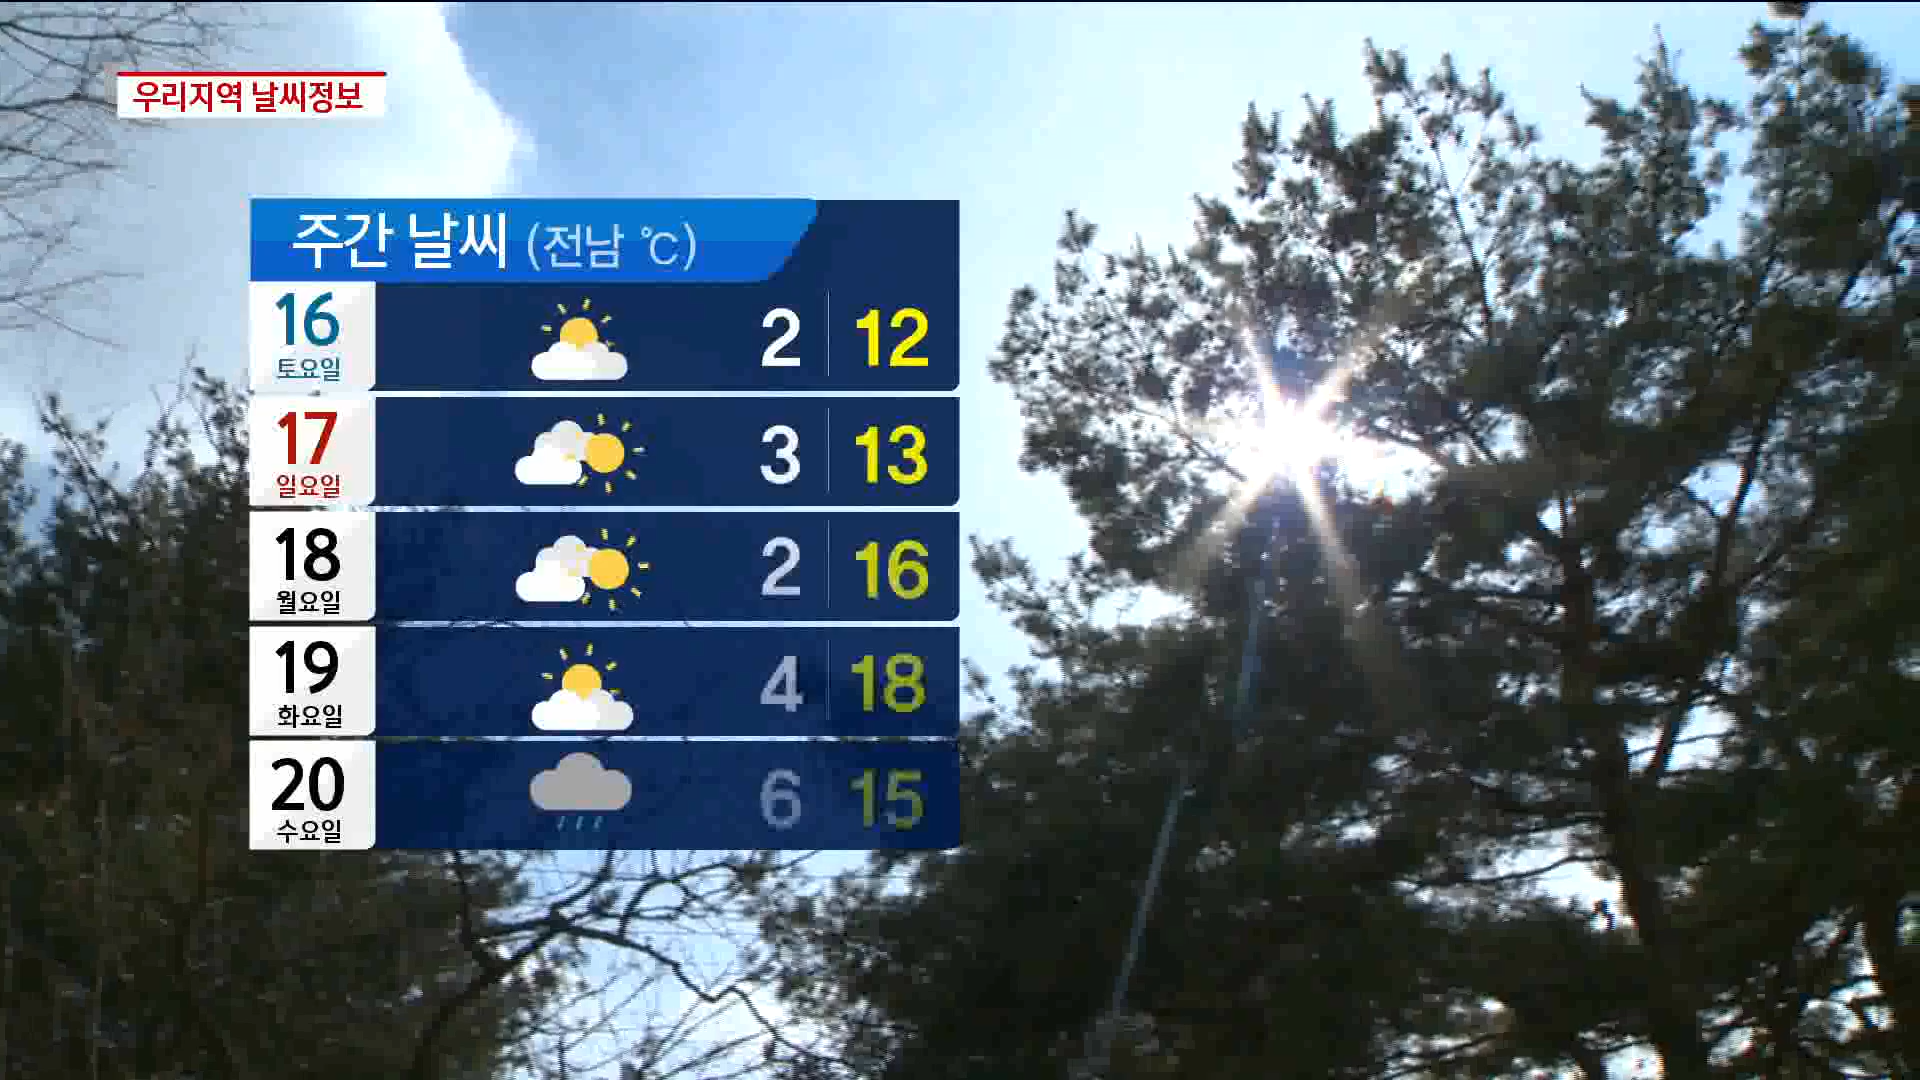 우리지역 날씨정보
주간 날씨 (전남 ℃)
16 토요일 2 12
17 일요일 3 13
18 월요일 2 16
19 화요일 4 18
20 수요일 6 15